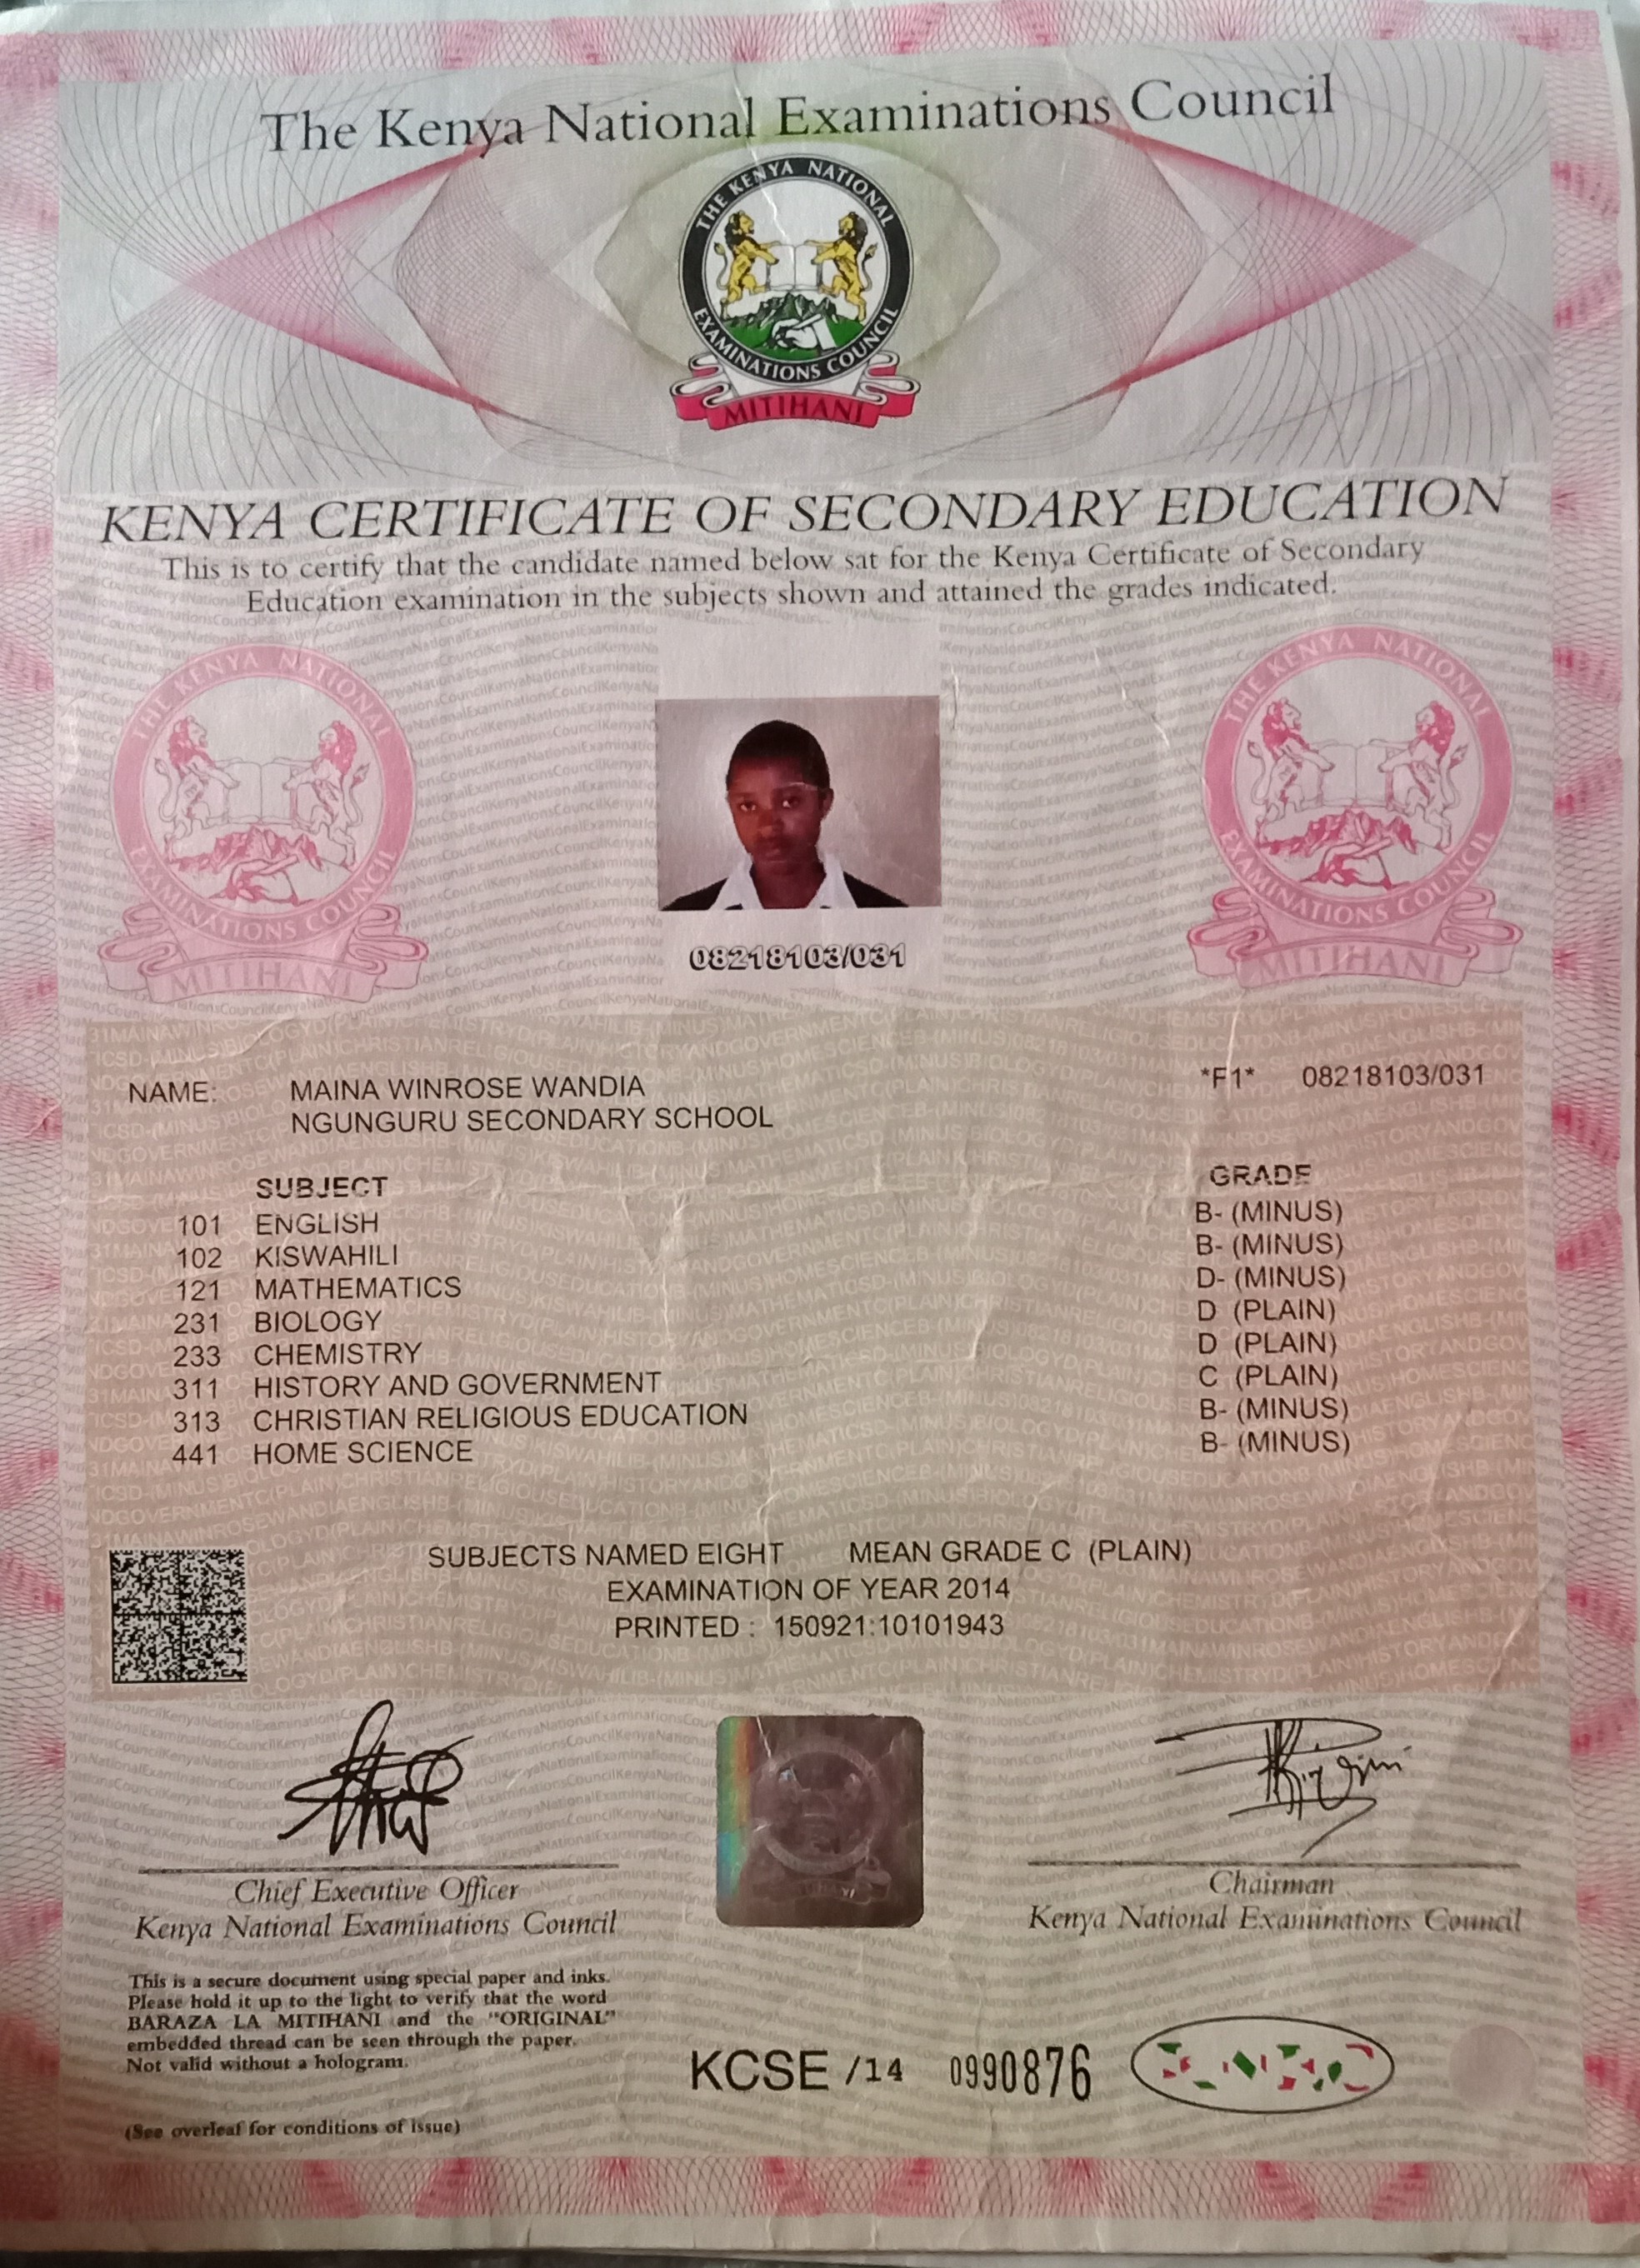 The Kenya National Examinations Council
THE KENYA NATIONAL
EXAMINATIONS COUNCIL
MITIHANI
KENYA CERTIFICATE OF SECONDARY EDUCATION
This is to certify that the candidate named below sat for the Kenya Certificate of Secondary
Education examination in the subjects shown and attained the grades indicated.
THE KENYA NATIONAL
EXAMINATIONS COUNCIL
MITIHANI
THE KENYA NATIONAL
EXAMINATIONS COUNCIL
MITIHANI
08218103/031
NAME: MAINA WINROSE WANDIA *F1* 08218103/031
NGUNGURU SECONDARY SCHOOL
SUBJECT GRADE
101 ENGLISH B- (MINUS)
102 KISWAHILI B- (MINUS)
121 MATHEMATICS D- (MINUS)
231 BIOLOGY D (PLAIN)
233 CHEMISTRY D (PLAIN)
311 HISTORY AND GOVERNMENT C (PLAIN)
313 CHRISTIAN RELIGIOUS EDUCATION B- (MINUS)
441 HOME SCIENCE B- (MINUS)
SUBJECTS NAMED EIGHT MEAN GRADE C (PLAIN)
EXAMINATION OF YEAR 2014
PRINTED : 150921:10101943
Chief Executive Officer
Kenya National Examinations Council
Chairman
Kenya National Examinations Council
This is a secure document using special paper and inks.
Please hold it up to the light to verify that the word
BARAZA LA MITIHANI and the "ORIGINAL"
embedded thread can be seen through the paper.
Not valid without a hologram.
KCSE /14 0990876
(See overleaf for conditions of issue)